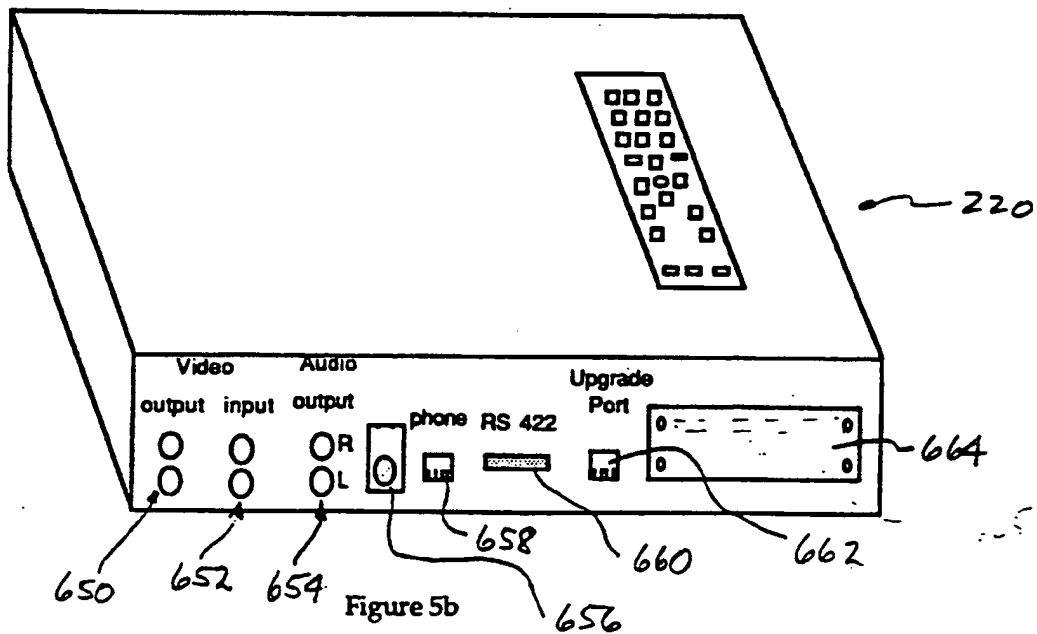 220
Video
Audio
output input output
R
L
phone
RS 422
Upgrade
Port
664
650
652
654
656
658
660
662
Figure 5b